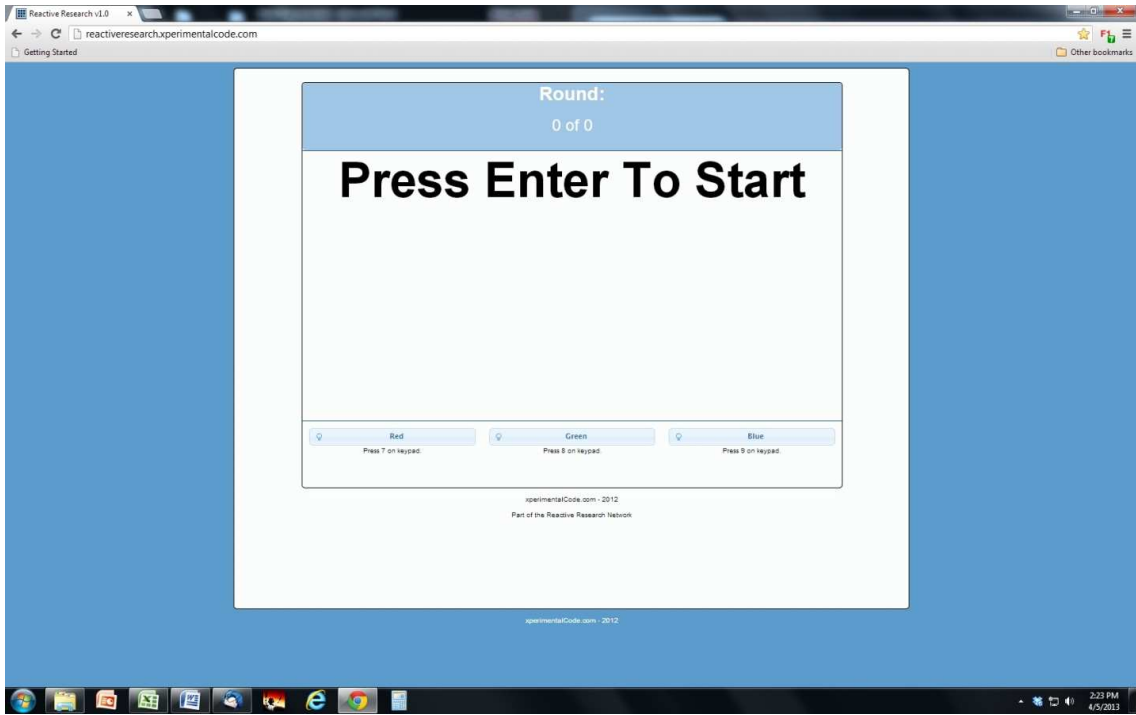 Reactive Research v1.0
reactiveresearch.xperimentalcode.com
Getting Started
Other bookmarks
Round:
0 of 0
Press Enter To Start
Red
Green
Blue
Press 7 on keypad.
Press 8 on keypad.
Press 9 on keypad.
xperimentalCode.com - 2012
Part of the Reactive Research Network
xperimentalCode.com - 2012
2:23 PM
4/5/2013